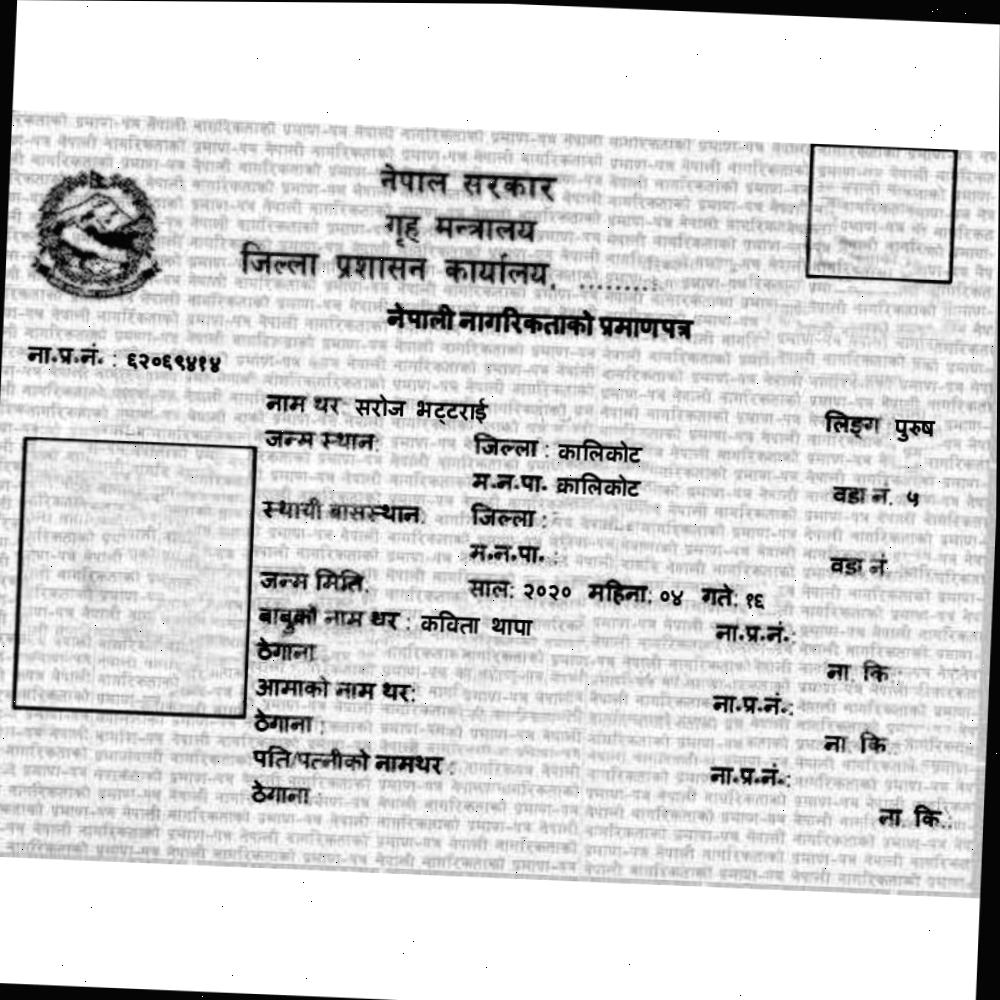 नेपाल सरकार
गृह मन्त्रालय
जिल्ला प्रशासन कार्यालय, .........
नेपाली नागरिकताको प्रमाणपत्र
ना.प्र.नं. : ६२०६९४१४
नाम थर सरोज भट्टराई लिङ्ग पुरुष
जन्म स्थान: जिल्ला : कालिकोट
म.न.पा. कालिकोट वडा नं. ५
स्थायी बासस्थान: जिल्ला :
म.न.पा. : वडा नं
जन्म मिति. साल: २०२० महिना: ०४ गते: १६
बाबुको नाम थर : कविता थापा ना.प्र.नं.:
ठेगाना ना. कि.:
आमाको नाम थर: ना.प्र.नं.:
ठेगाना : ना. कि.
पति/पत्नीको नामथर : ना.प्र.नं.:
ठेगाना ना. कि.: